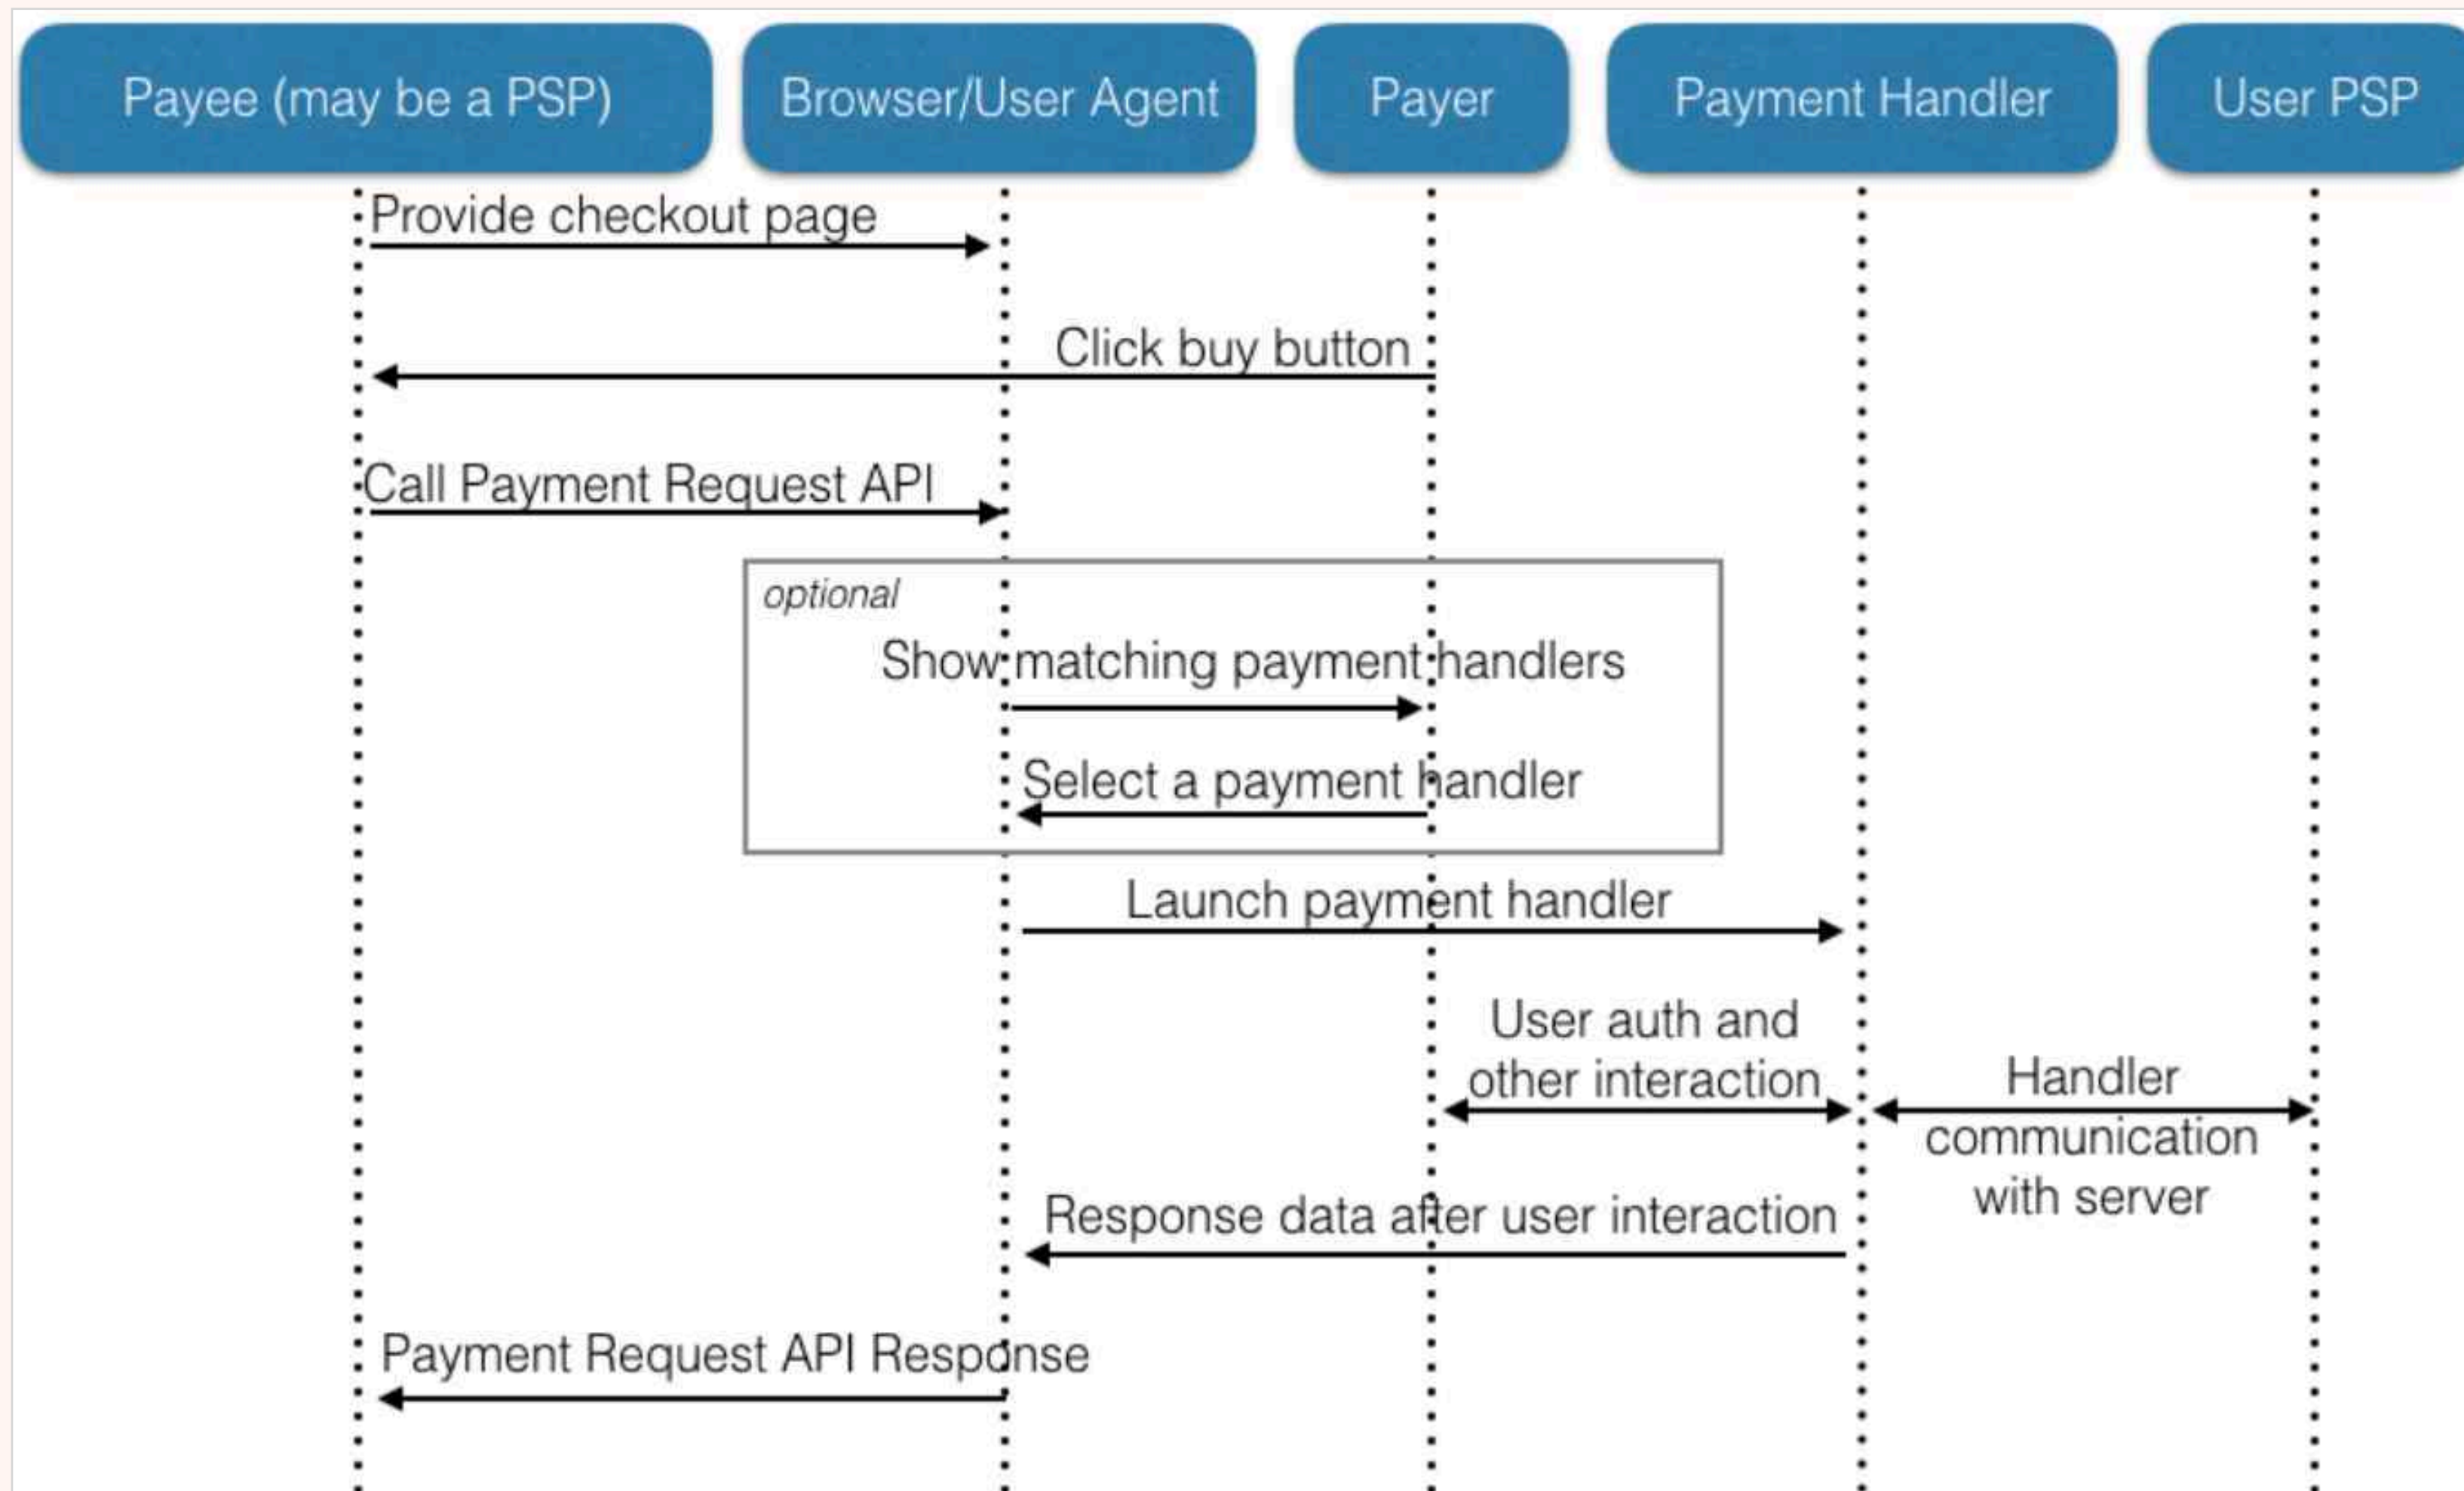 Payee (may be a PSP)
Browser/User Agent
Payer
Payment Handler
User PSP
Provide checkout page
Click buy button
Call Payment Request API
optional
Show matching payment handlers
Select a payment handler
Launch payment handler
User auth and
other interaction
Handler
communication
with server
Response data after user interaction
Payment Request API Response